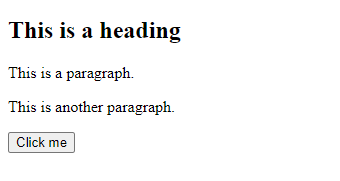 This is a heading
This is a paragraph.
This is another paragraph.
Click me